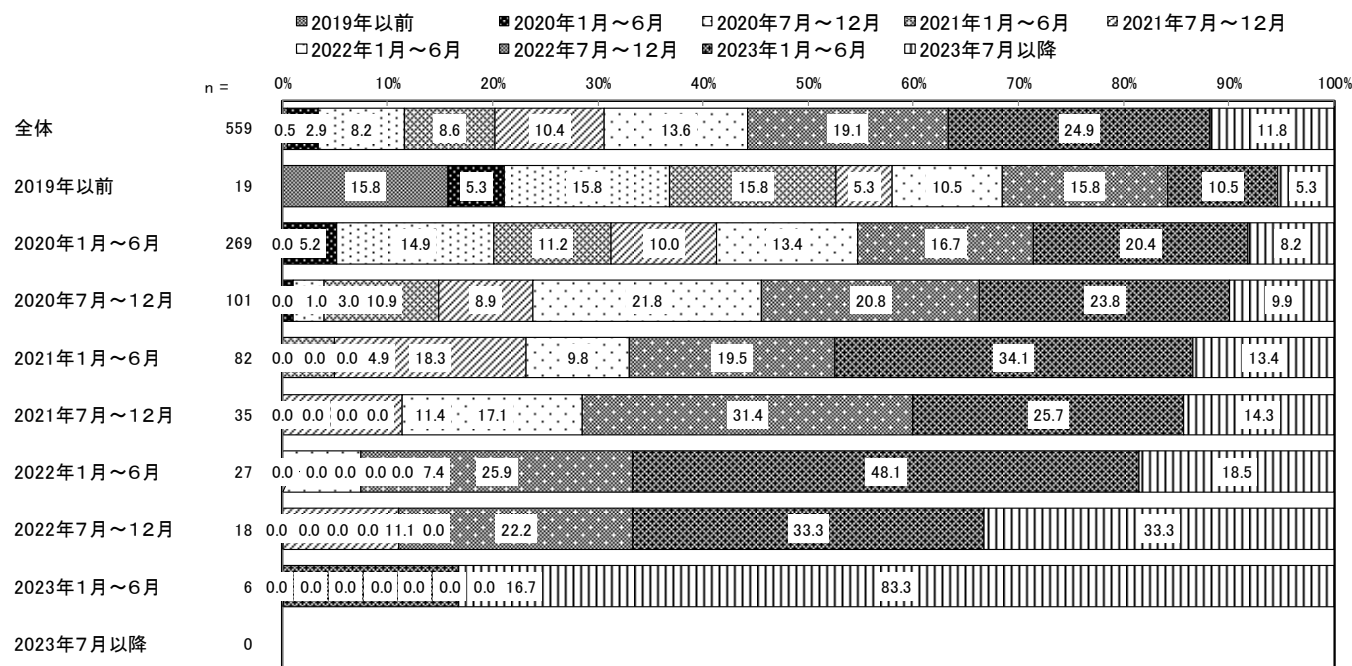 2019年以前 2020年1月～6月 2020年7月～12月 2021年1月～6月 2021年7月～12月
2022年1月～6月 2022年7月～12月 2023年1月～6月 2023年7月以降
n = 0% 10% 20% 30% 40% 50% 60% 70% 80% 90% 100%
全体 559 0.5 2.9 8.2 8.6 10.4 13.6 19.1 24.9 11.8
2019年以前 19 15.8 5.3 15.8 15.8 5.3 10.5 15.8 10.5 5.3
2020年1月～6月 269 0.0 5.2 14.9 11.2 10.0 13.4 16.7 20.4 8.2
2020年7月～12月 101 0.0 1.0 3.0 10.9 8.9 21.8 20.8 23.8 9.9
2021年1月～6月 82 0.0 0.0 0.0 4.9 18.3 9.8 19.5 34.1 13.4
2021年7月～12月 35 0.0 0.0 0.0 0.0 11.4 17.1 31.4 25.7 14.3
2022年1月～6月 27 0.0 0.0 0.0 0.0 0.0 7.4 25.9 48.1 18.5
2022年7月～12月 18 0.0 0.0 0.0 0.0 11.1 0.0 22.2 33.3 33.3
2023年1月～6月 6 0.0 0.0 0.0 0.0 0.0 0.0 0.0 16.7 83.3
2023年7月以降 0